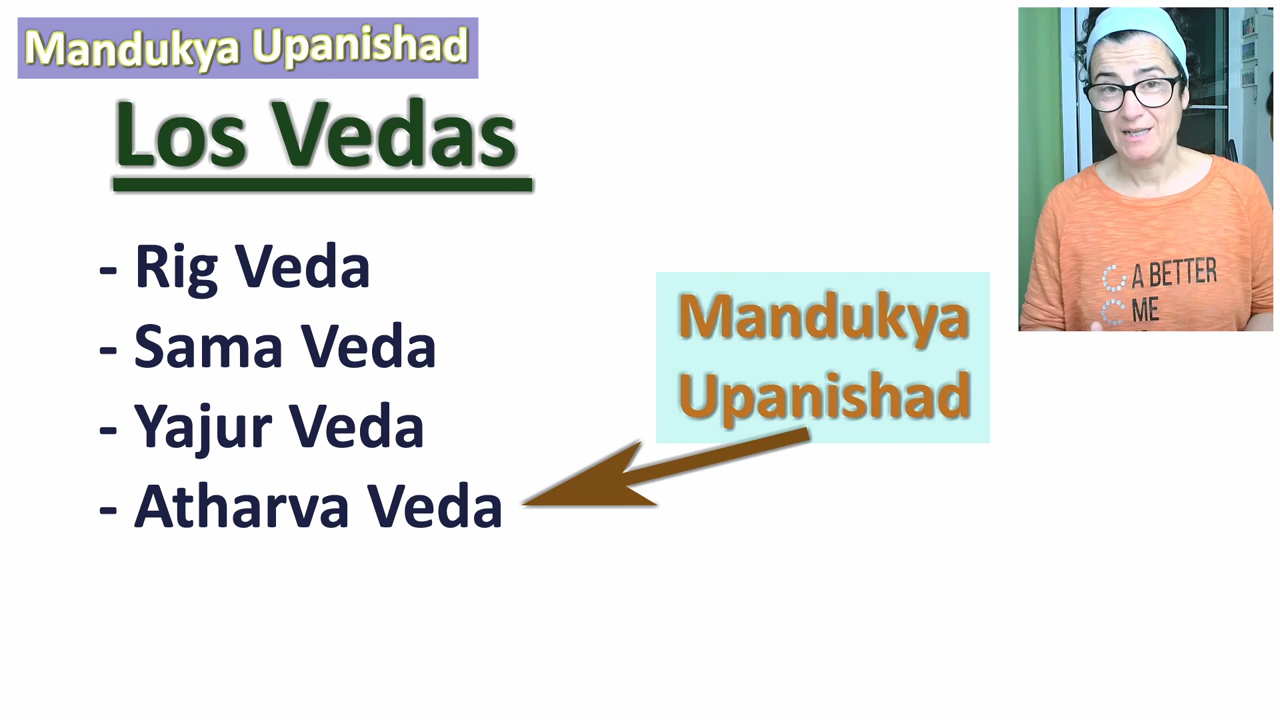 Mandukya Upanishad
Los Vedas
- Rig Veda
- Sama Veda
- Yajur Veda
- Atharva Veda
Mandukya
Upanishad
A BETTER
ME